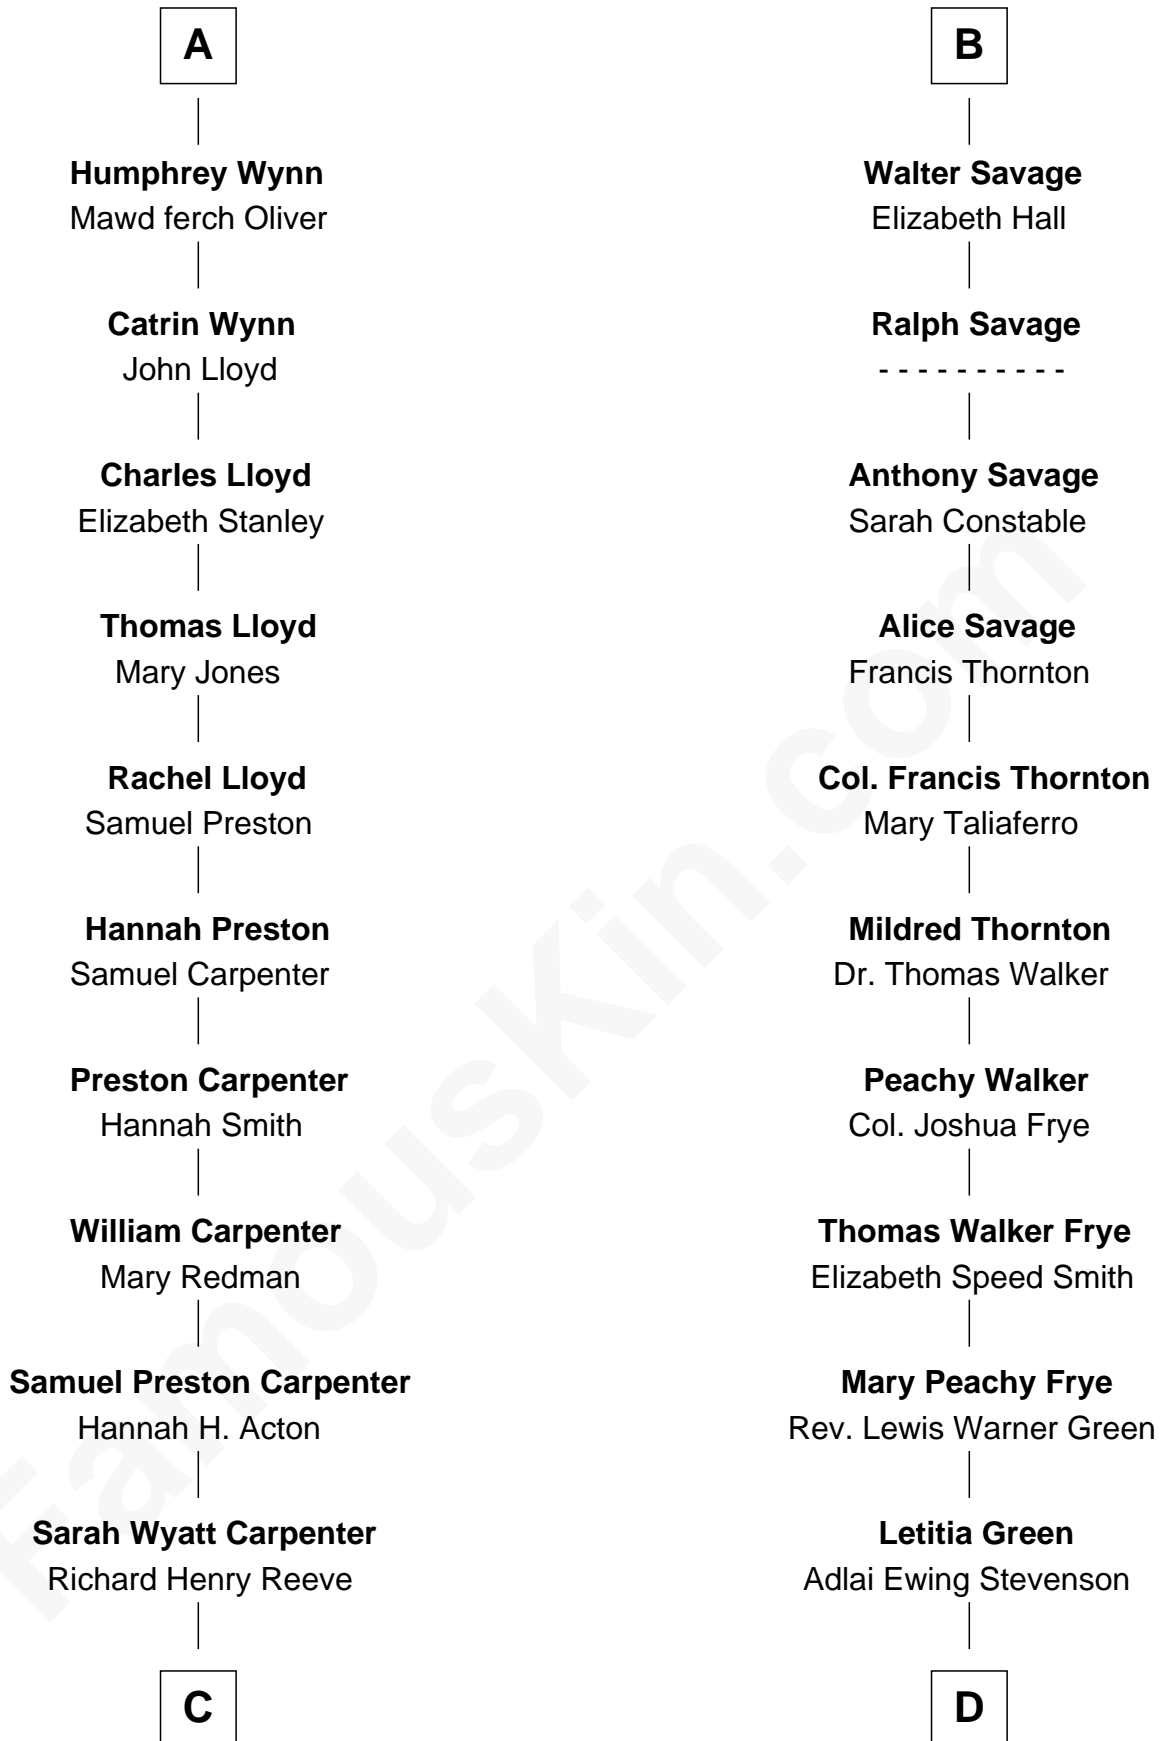 A
Humphrey Wynn
Mawd ferch Oliver
Catrin Wynn
John Lloyd
Charles Lloyd
Elizabeth Stanley
Thomas Lloyd
Mary Jones
Rachel Lloyd
Samuel Preston
Hannah Preston
Samuel Carpenter
Preston Carpenter
Hannah Smith
William Carpenter
Mary Redman
Samuel Preston Carpenter
Hannah H. Acton
Sarah Wyatt Carpenter
Richard Henry Reeve
C
B
Walter Savage
Elizabeth Hall
Ralph Savage
- - - - - - - - - -
Anthony Savage
Sarah Constable
Alice Savage
Francis Thornton
Col. Francis Thornton
Mary Taliaferro
Mildred Thornton
Dr. Thomas Walker
Peachy Walker
Col. Joshua Frye
Thomas Walker Frye
Elizabeth Speed Smith
Mary Peachy Frye
Rev. Lewis Warner Green
Letitia Green
Adlai Ewing Stevenson
D
FamousKin.com